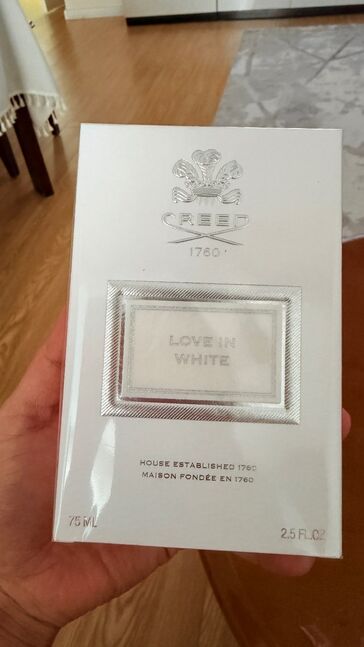 CREED
1760
LOVE IN
WHITE
HOUSE ESTABLISHED 1760
MAISON FONDÉE EN 1760
75 ML
2.5 FL.OZ